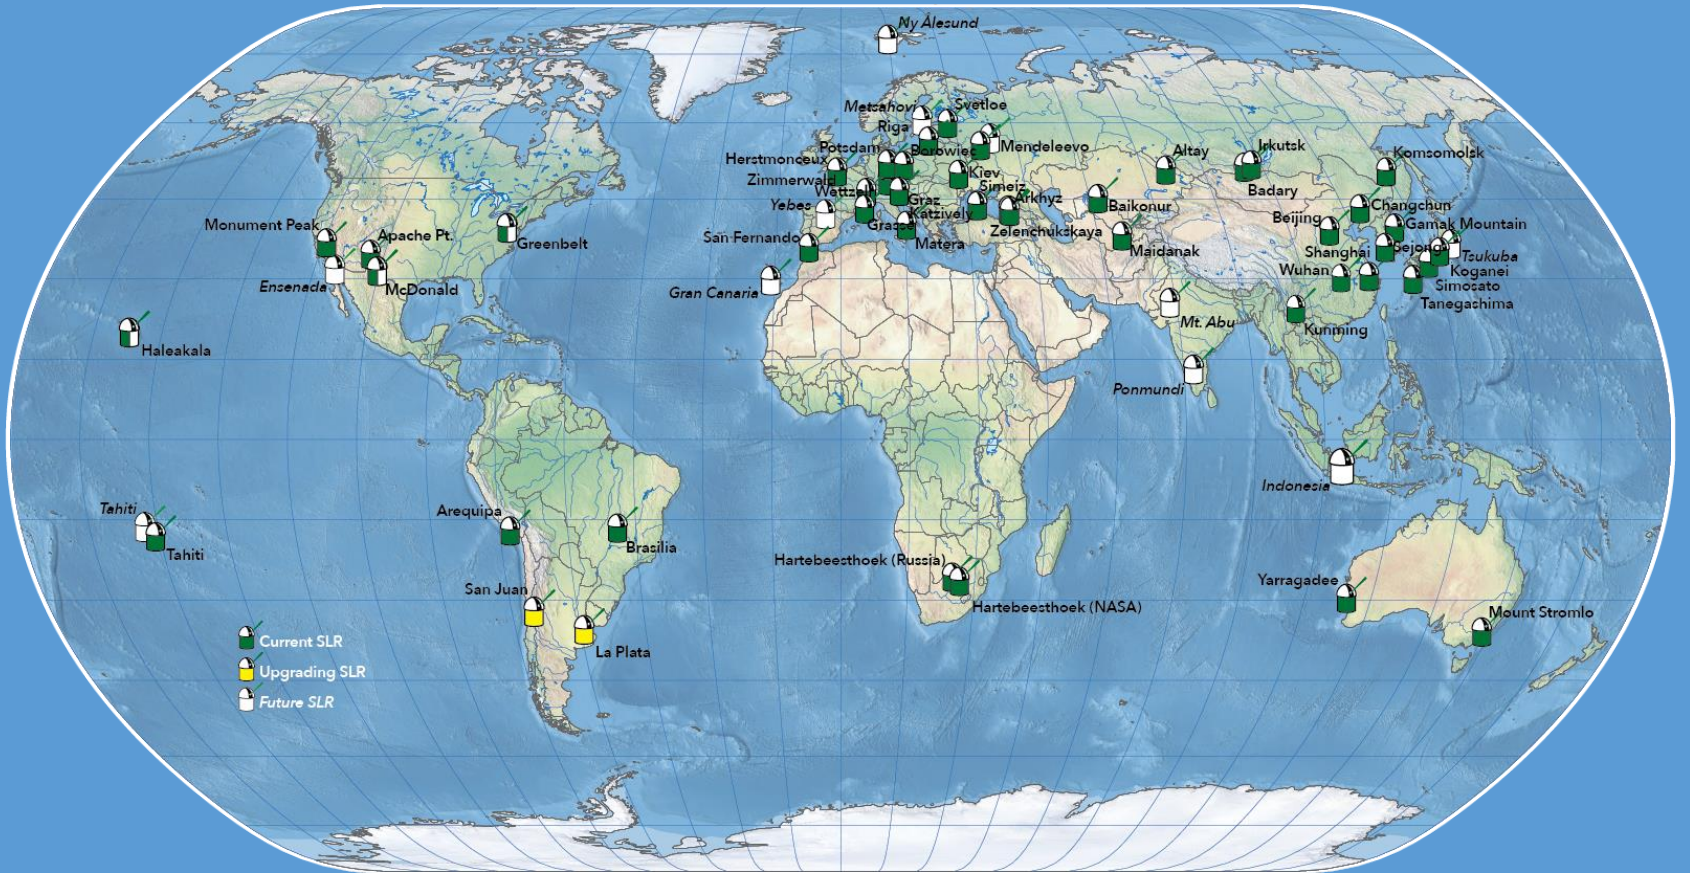 Ny Ålesund
Metsahovi
Svetloe
Riga
Mendeleevo
Potsdam
Borowiec
Herstmonceux
Zimmerwald
Wettzell
Kiev
Simeiz
Yebes
Graz
Katzively
Arkhyz
Grasse
Zelenchukskaya
San Fernando
Matera
Gran Canaria
Altay
Irkutsk
Badary
Komsomolsk
Baikonur
Maidanak
Changchun
Beijing
Gamak Mountain
Shanghai
Sejong
Tsukuba
Wuhan
Koganei
Simosato
Tanegashima
Kunming
Mt. Abu
Ponmundi
Indonesia
Monument Peak
Apache Pt.
Greenbelt
Ensenada
McDonald
Haleakala
Tahiti
Tahiti
Arequipa
Brasilia
San Juan
La Plata
Hartebeesthoek (Russia)
Hartebeesthoek (NASA)
Yarragadee
Mount Stromlo
Current SLR
Upgrading SLR
Future SLR